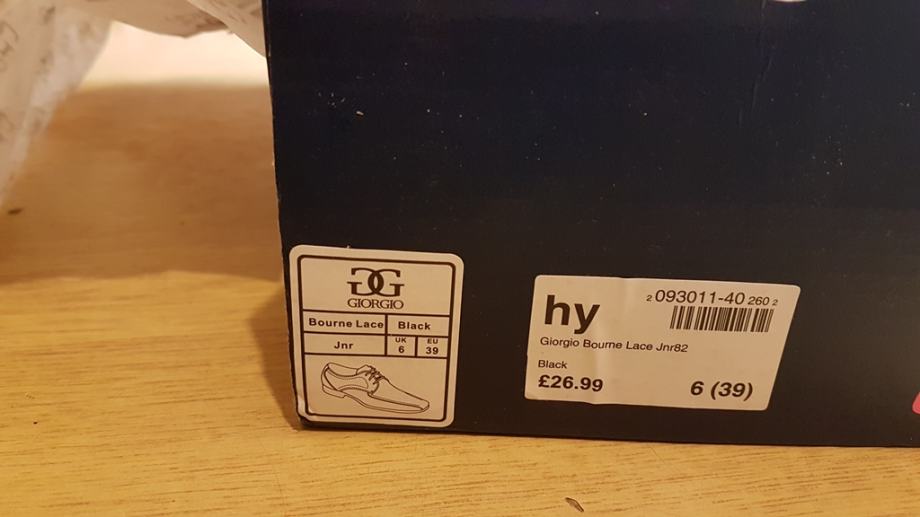 GG
GIORGIO
Bourne Lace Black
Jnr UK 6 EU 39
hy
2 093011-40 260 2
Giorgio Bourne Lace Jnr82
Black
£26.99 6 (39)